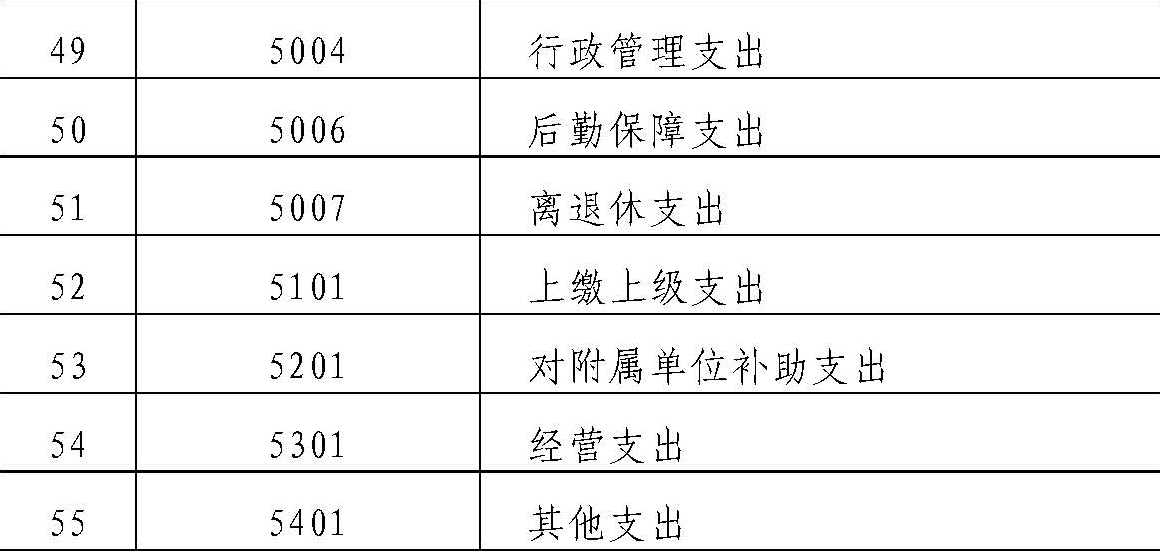 49 5004 行政管理支出
50 5006 后勤保障支出
51 5007 离退休支出
52 5101 上缴上级支出
53 5201 对附属单位补助支出
54 5301 经营支出
55 5401 其他支出